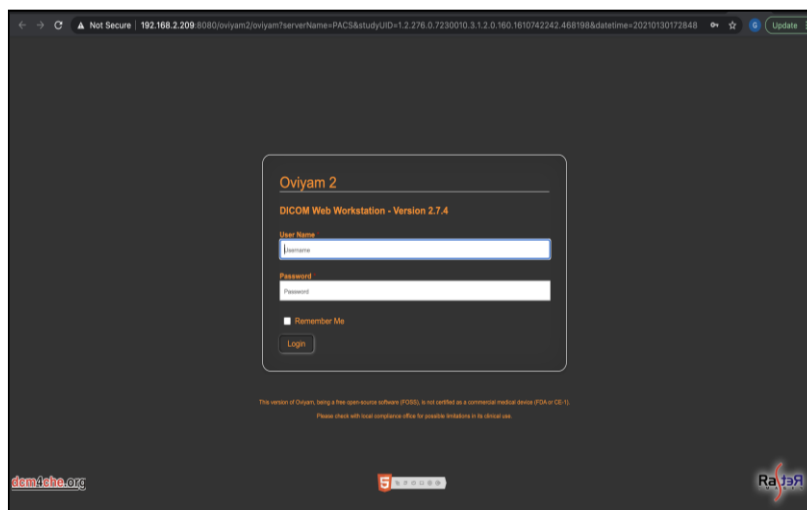 Not Secure | 192.168.2.209:8080/oviyam2/oviyam?serverName=PACS&studyUID=1.2.276.0.7230010.3.1.2.0.160.1610742242.468198&datetime=20210130172848 G Update
Oviyam 2
DICOM Web Workstation - Version 2.7.4
User Name
Username
Password
Password
Remember Me
Login
This version of Oviyam, being a free open-source software (FOSS), is not certified as a commercial medical device (FDA or CE-1).
Please check with local compliance office for possible limitations in its clinical use.
dcm4che.org
5